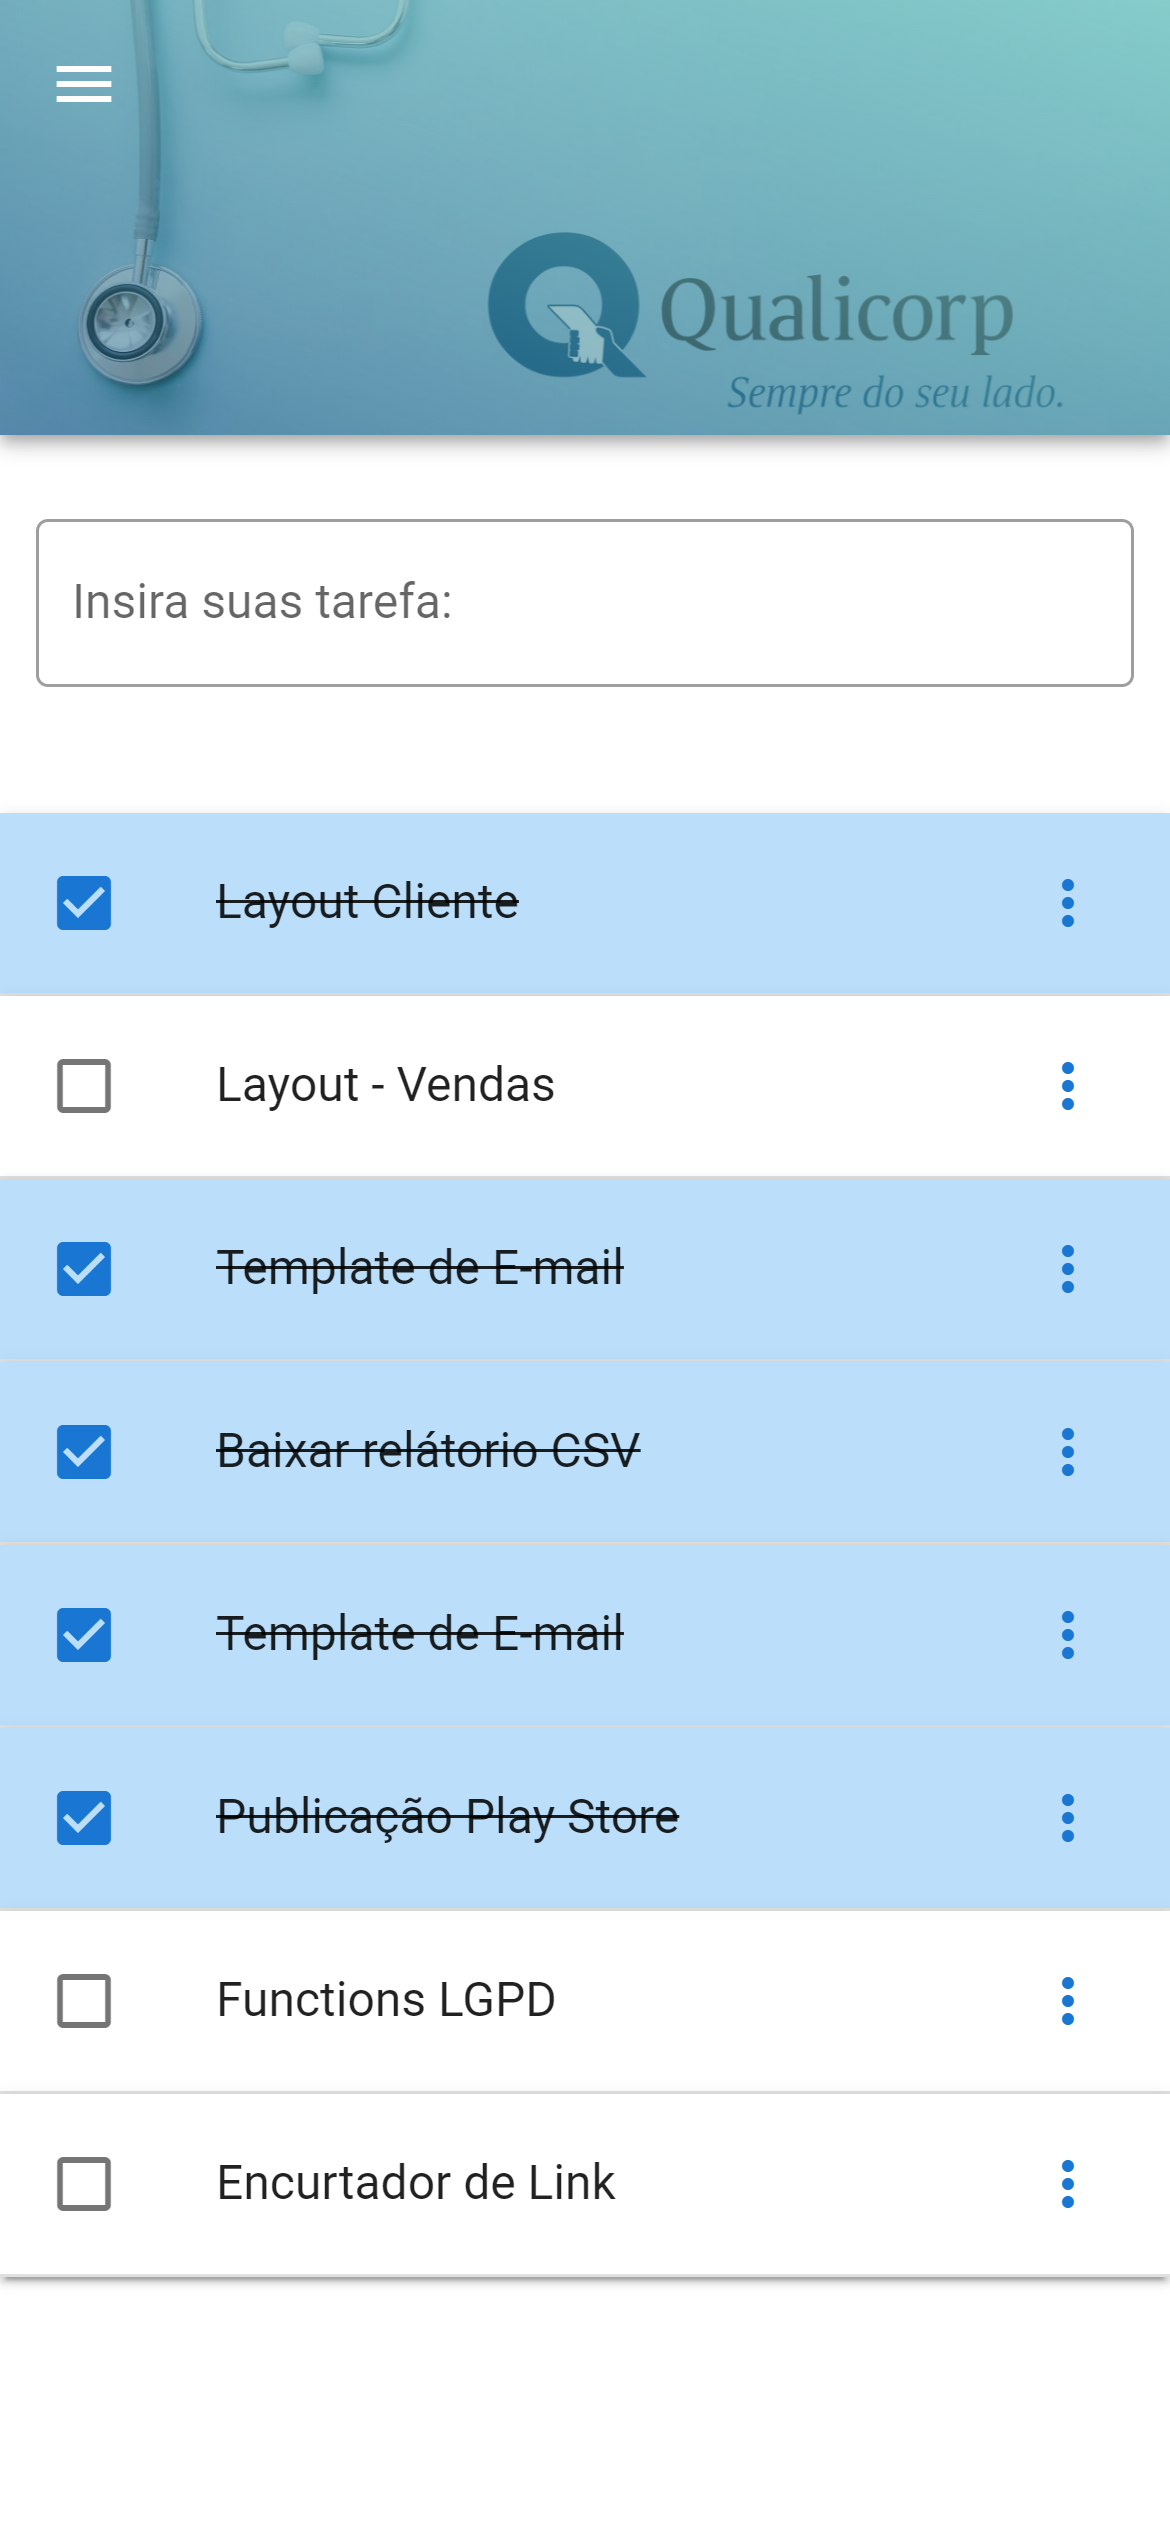 Qualicorp
Sempre do seu lado.
Insira suas tarefa:
Layout Cliente
Layout - Vendas
Template de E-mail
Baixar relátorio CSV
Template de E-mail
Publicação Play Store
Functions LGPD
Encurtador de Link